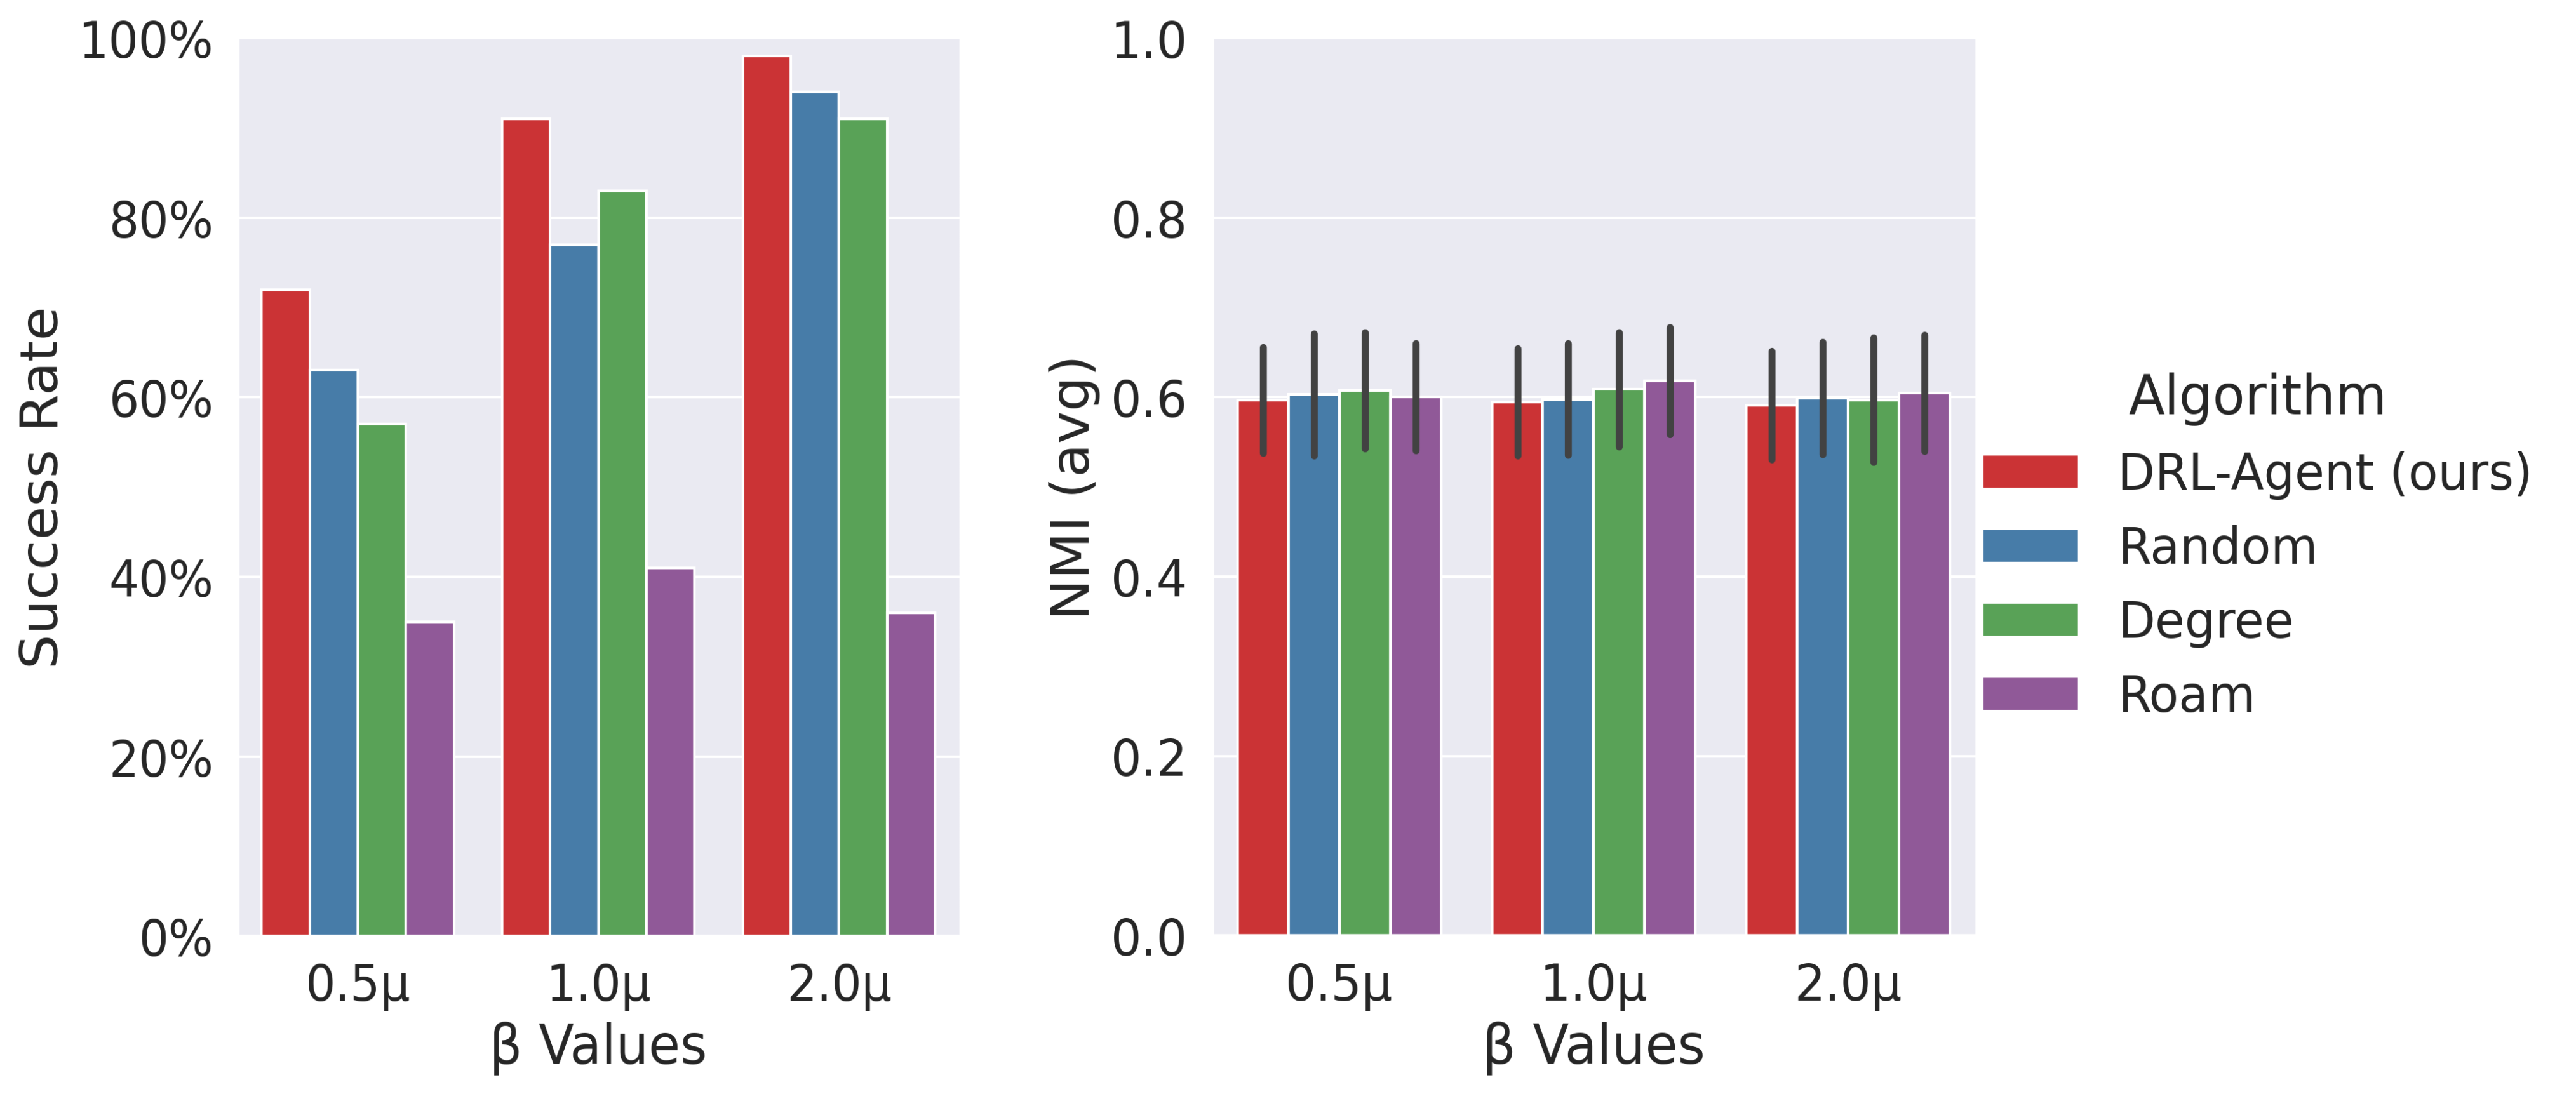 100%
80%
60%
40%
20%
0%
Success Rate
0.5μ 1.0μ 2.0μ
β Values
1.0
0.8
0.6
0.4
0.2
0.0
NMI (avg)
0.5μ 1.0μ 2.0μ
β Values
Algorithm
DRL-Agent (ours)
Random
Degree
Roam